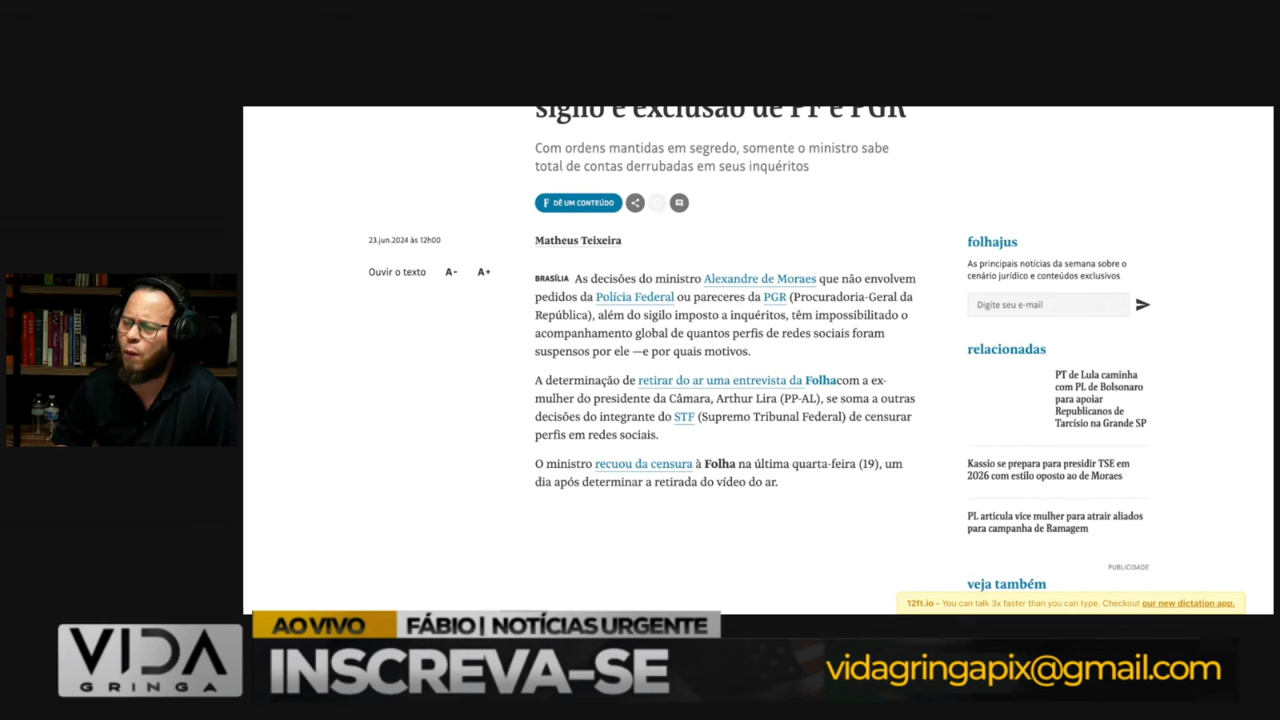 sigilo e exclusão de PF e PGR
Com ordens mantidas em segredo, somente o ministro sabe
total de contas derrubadas em seus inquéritos
F DÊ UM CONTEÚDO
23.jun.2024 às 12h00
Ouvir o texto A- A+
Matheus Teixeira
BRASÍLIA As decisões do ministro Alexandre de Moraes que não envolvem
pedidos da Polícia Federal ou pareceres da PGR (Procuradoria-Geral da
República), além do sigilo imposto a inquéritos, têm impossibilitado o
acompanhamento global de quantos perfis de redes sociais foram
suspensos por ele —e por quais motivos.
A determinação de retirar do ar uma entrevista da Folhacom a ex-
mulher do presidente da Câmara, Arthur Lira (PP-AL), se soma a outras
decisões do integrante do STF (Supremo Tribunal Federal) de censurar
perfis em redes sociais.
O ministro recuou da censura à Folha na última quarta-feira (19), um
dia após determinar a retirada do vídeo do ar.
folhajus
As principais notícias da semana sobre o
cenário jurídico e conteúdos exclusivos
Digite seu e-mail
relacionadas
PT de Lula caminha
com PL de Bolsonaro
para apoiar
Republicanos de
Tarcísio na Grande SP
Kassio se prepara para presidir TSE em
2026 com estilo oposto ao de Moraes
PL articula vice mulher para atrair aliados
para campanha de Ramagem
PUBLICIDADE
veja também
12ft.io - You can talk 3x faster than you can type. Checkout our new dictation app.
VIDA
GRINGA
AO VIVO FÁBIO | NOTÍCIAS URGENTE
INSCREVA-SE
vidagringapix@gmail.com